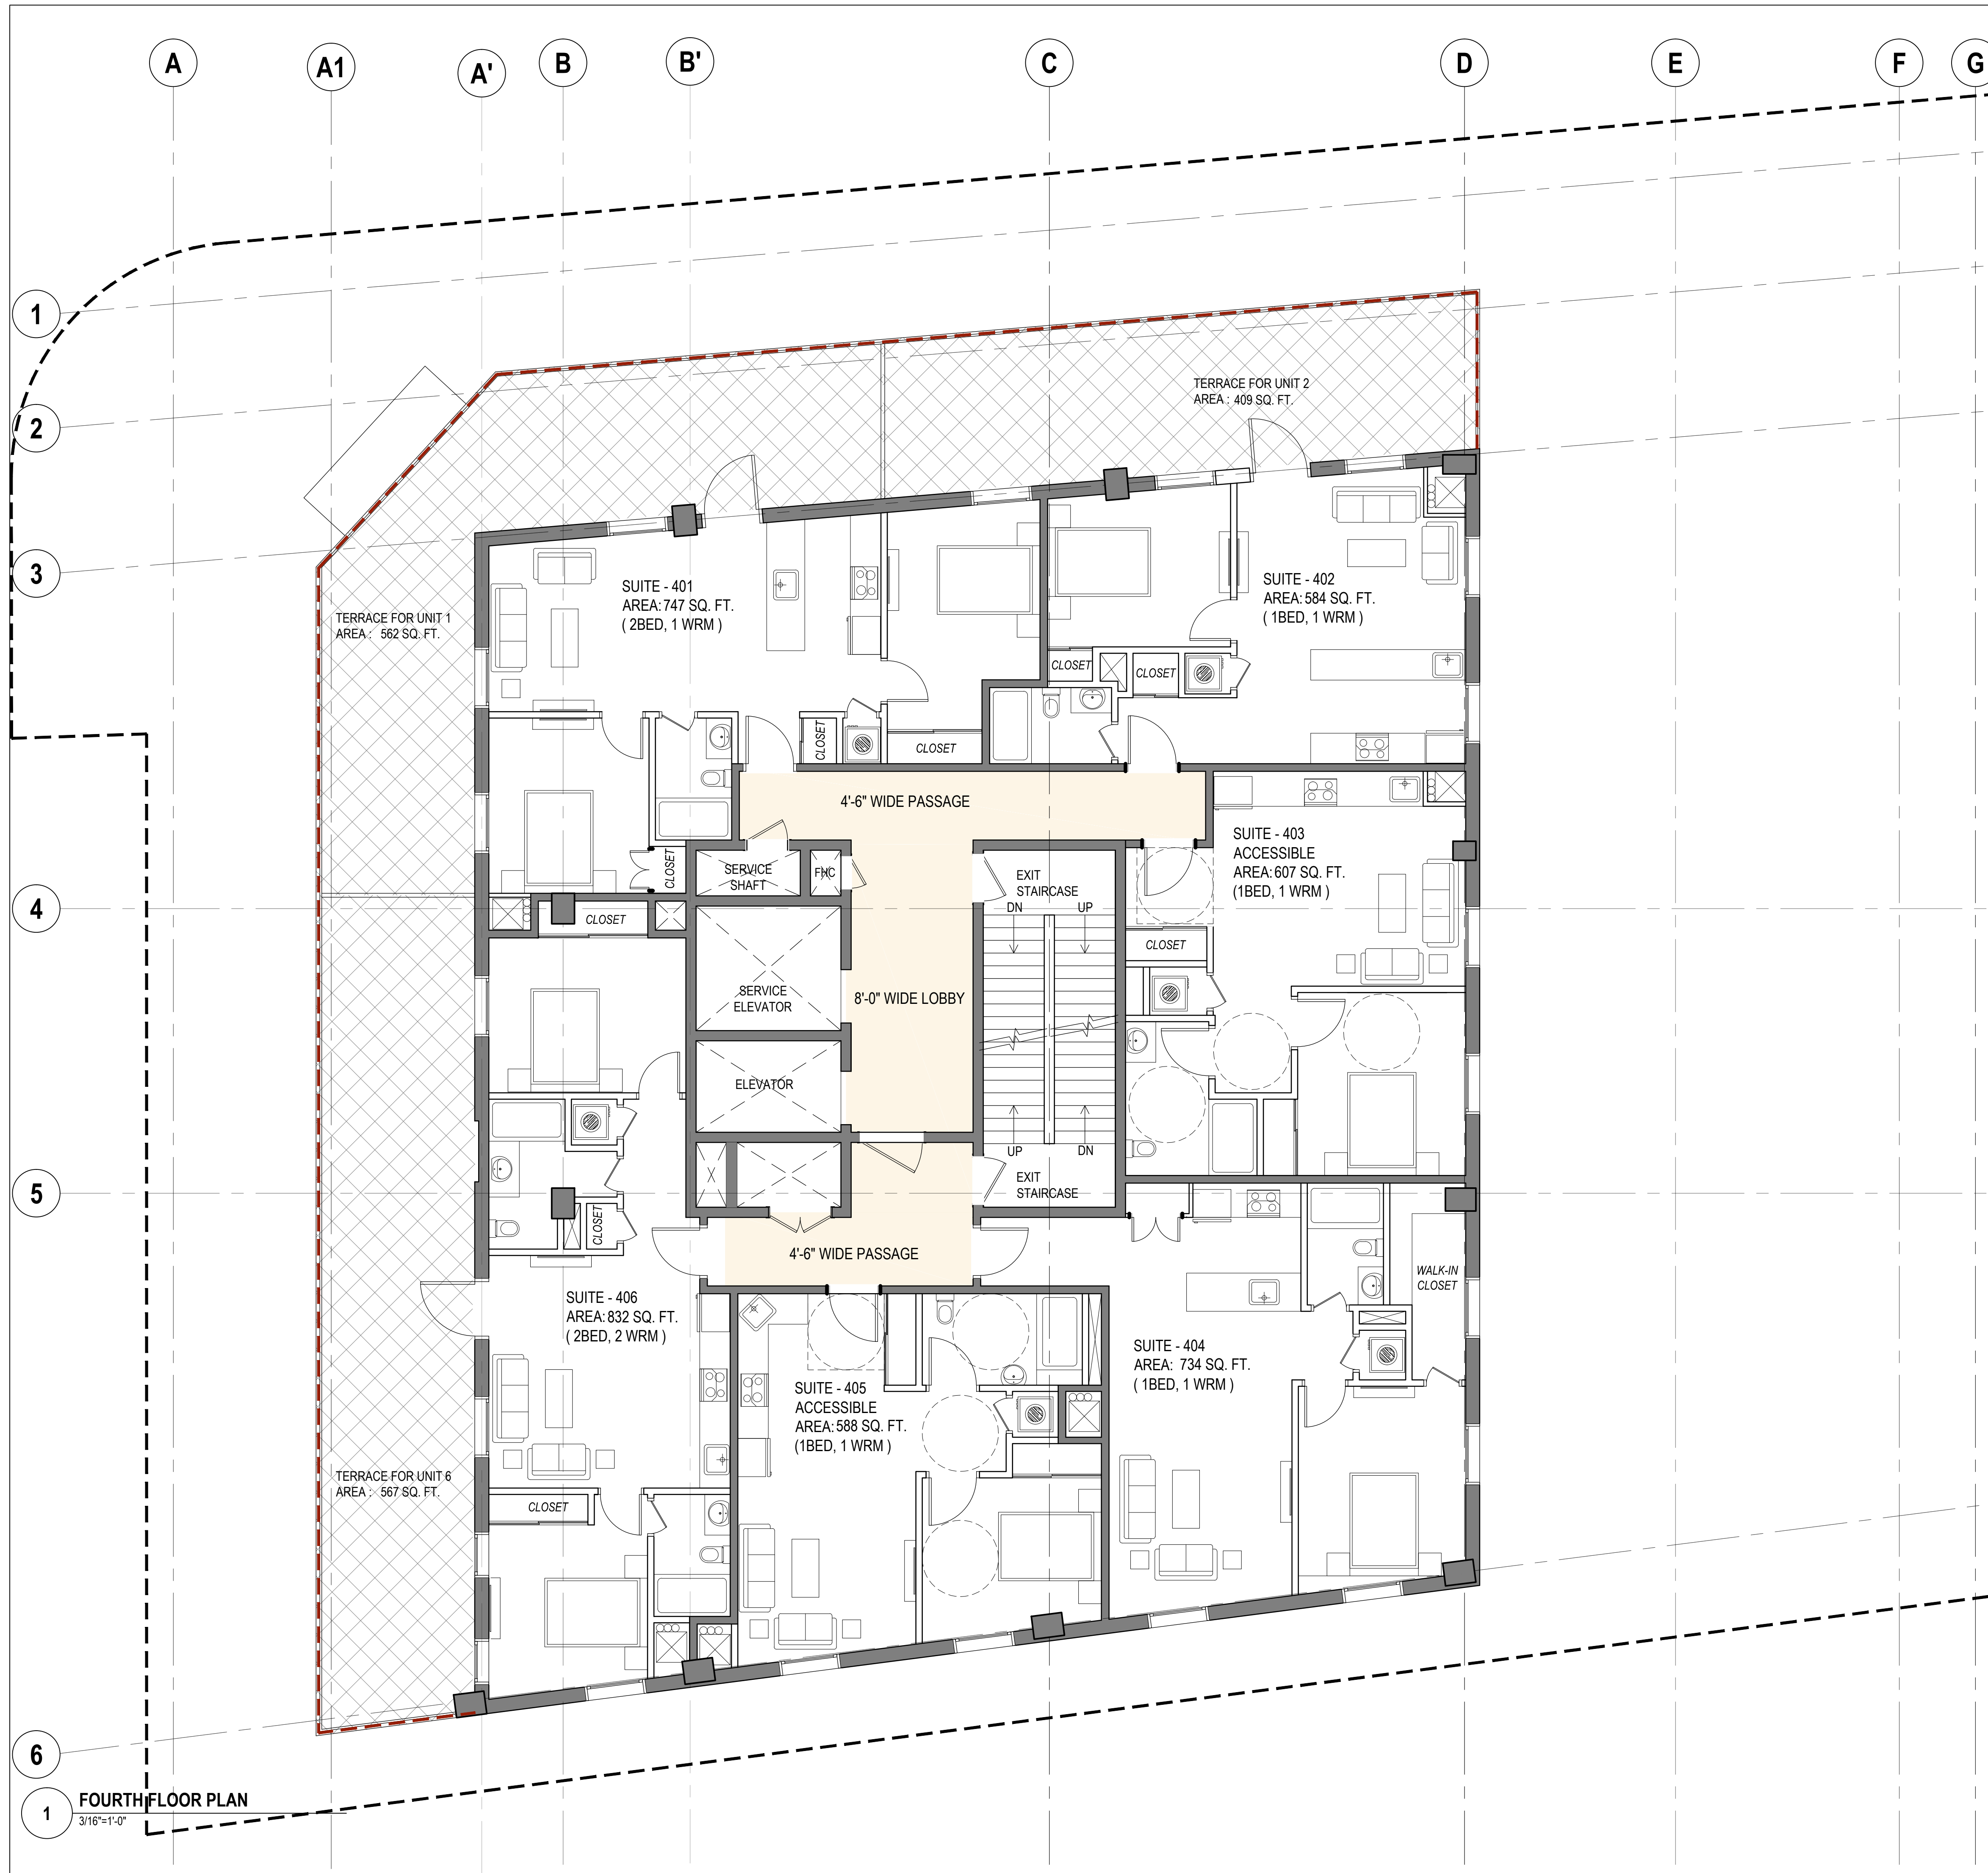 A
A1
A'
B
B'
C
D
E
F
G
1
2
3
4
5
6
TERRACE FOR UNIT 2
AREA : 409 SQ. FT.
TERRACE FOR UNIT 1
AREA : 562 SQ. FT.
SUITE - 401
AREA: 747 SQ. FT.
( 2BED, 1 WRM )
SUITE - 402
AREA: 584 SQ. FT.
( 1BED, 1 WRM )
CLOSET
CLOSET
CLOSET
CLOSET
CLOSET
4'-6" WIDE PASSAGE
SERVICE
SHAFT
FHC
EXIT
STAIRCASE
DN
UP
SUITE - 403
ACCESSIBLE
AREA: 607 SQ. FT.
(1BED, 1 WRM )
CLOSET
CLOSET
SERVICE
ELEVATOR
8'-0" WIDE LOBBY
ELEVATOR
UP
DN
EXIT
STAIRCASE
CLOSET
4'-6" WIDE PASSAGE
WALK-IN
CLOSET
SUITE - 406
AREA: 832 SQ. FT.
( 2BED, 2 WRM )
SUITE - 404
AREA: 734 SQ. FT.
( 1BED, 1 WRM )
SUITE - 405
ACCESSIBLE
AREA: 588 SQ. FT.
(1BED, 1 WRM )
TERRACE FOR UNIT 6
AREA : 567 SQ. FT.
CLOSET
1
FOURTH FLOOR PLAN
3/16"=1'-0"